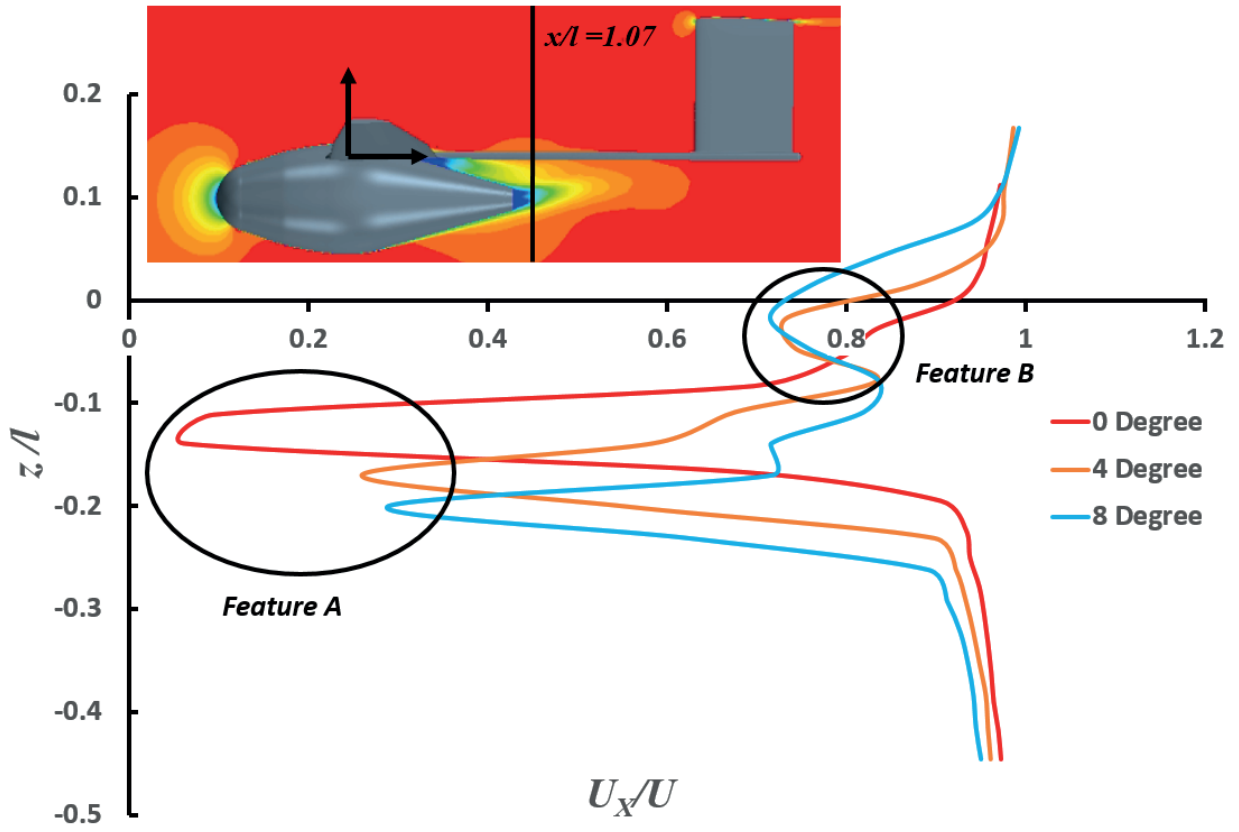 x/l =1.07
0.2
0.1
0
-0.1
-0.2
-0.3
-0.4
-0.5
0 0.2 0.4 0.6 0.8 1 1.2
z/l
U_X/U
Feature A
Feature B
0 Degree
4 Degree
8 Degree